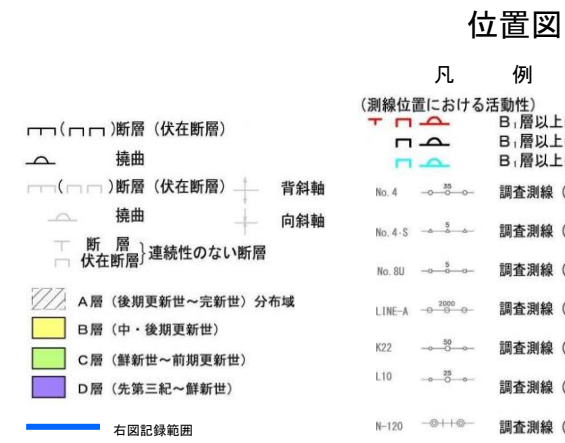 位置図
凡 例
(測線位置における活動性)
B₁層以上
B₁層以上
B₁層以上
( )断層（伏在断層）
撓曲
( )断層（伏在断層）
背斜軸
撓曲
向斜軸
断 層
伏在断層}連続性のない断層
A層（後期更新世～完新世）分布域
B層（中・後期更新世）
C層（鮮新世～前期更新世）
D層（先第三紀～鮮新世）
右図記録範囲
No. 4 35 調査測線（
No. 4-S 5 調査測線（
No. 8U 5 調査測線（
LINE-A 2000 調査測線（
K22 50 調査測線（
L10 25 調査測線（
N-120 調査測線（